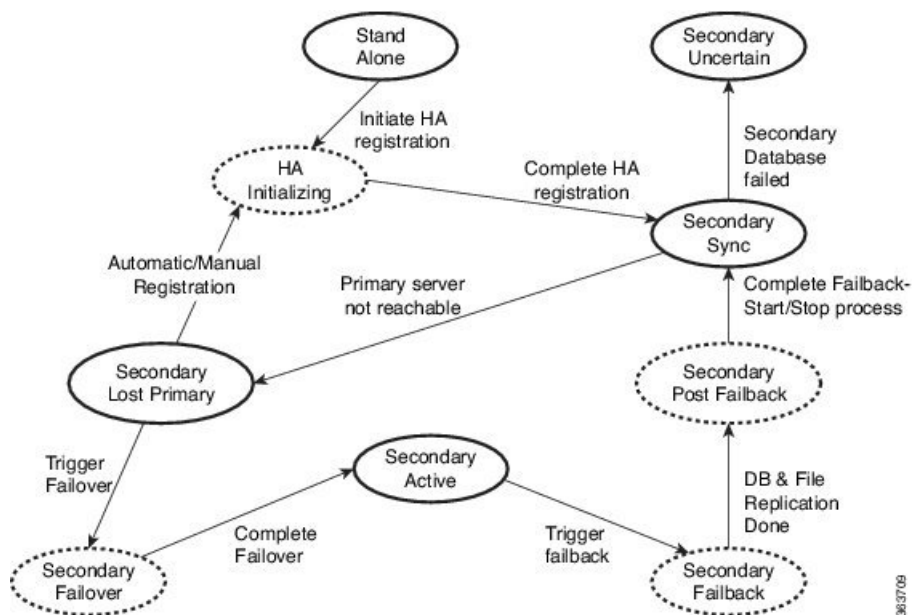 Stand
Alone
Secondary
Uncertain
Initiate HA
registration
Secondary
Database
failed
HA
Initializing
Complete HA
registration
Secondary
Sync
Automatic/Manual
Registration
Primary server
not reachable
Complete Failback-
Start/Stop process
Secondary
Lost Primary
Secondary
Post Failback
Trigger
Failover
Secondary
Active
DB & File
Replication
Done
Complete
Failover
Trigger
failback
Secondary
Failover
Secondary
Failback
383709